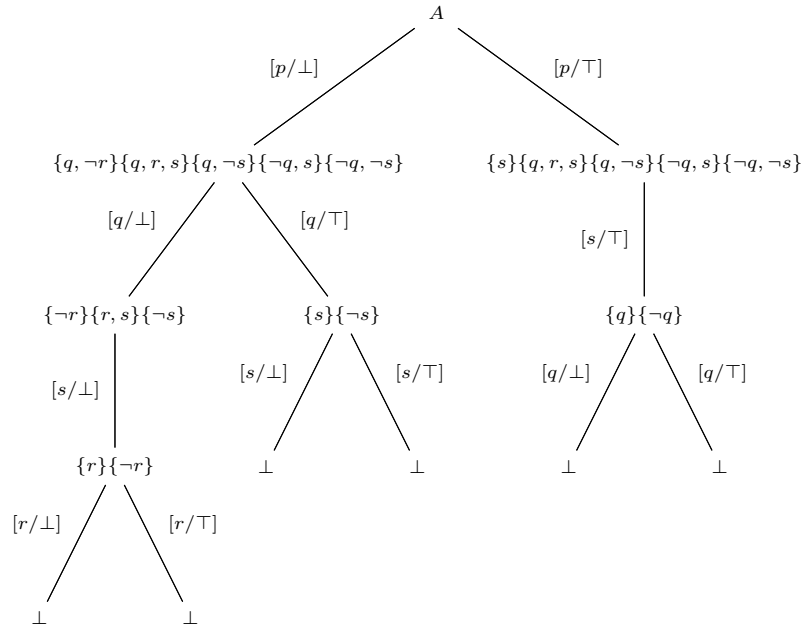 A
[p/⊥] [p/⊤]
{q, ¬r}{q, r, s}{q, ¬s}{¬q, s}{¬q, ¬s} {s}{q, r, s}{q, ¬s}{¬q, s}{¬q, ¬s}
[q/⊥] [q/⊤] [s/⊤]
{¬r}{r, s}{¬s} {s}{¬s} {q}{¬q}
[s/⊥] [s/⊥] [s/⊤] [q/⊥] [q/⊤]
{r}{¬r} ⊥ ⊥ ⊥ ⊥
[r/⊥] [r/⊤]
⊥ ⊥